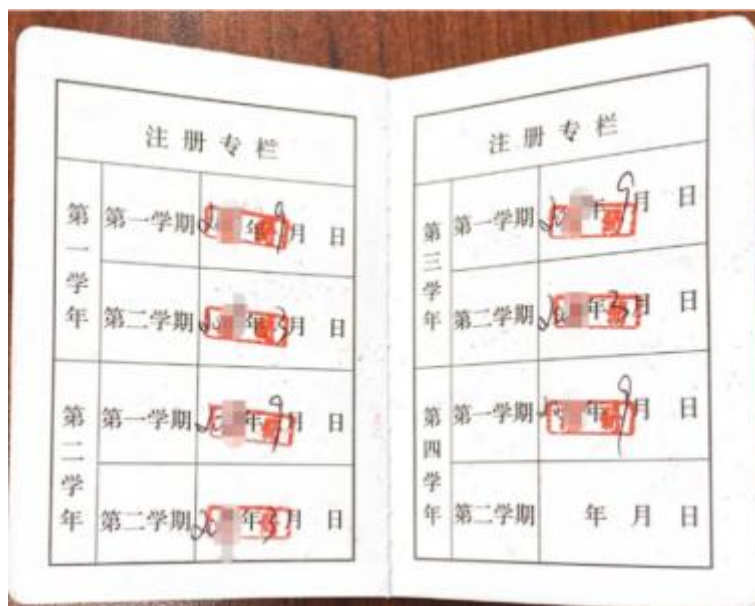 注册专栏
第一学年
第一学期 年9月 日
第二学期 年3月 日
第二学年
第一学期 年9月 日
第二学期 年3月 日
注册专栏
第三学年
第一学期 年9月 日
第二学期 年3月 日
第四学年
第一学期 年9月 日
第二学期 年 月 日